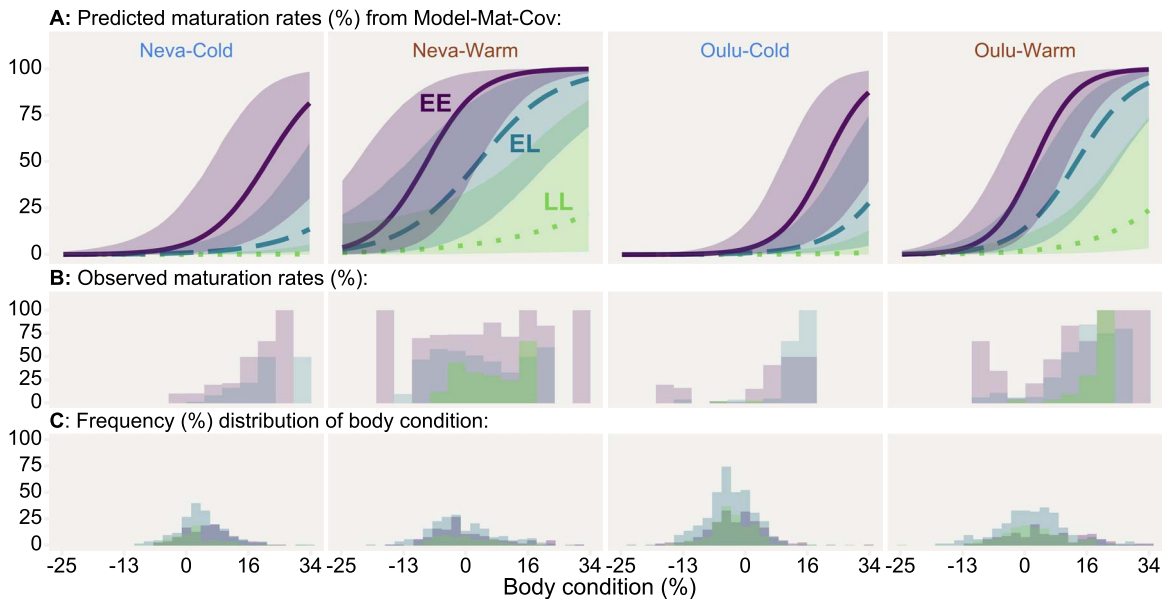 A: Predicted maturation rates (%) from Model-Mat-Cov:
Neva-Cold Neva-Warm Oulu-Cold Oulu-Warm
100
75
50
25
0
EE
EL
LL
B: Observed maturation rates (%):
100
75
50
25
0
C: Frequency (%) distribution of body condition:
100
75
50
25
0
-25 -13 0 16 34 -25 -13 0 16 34 -25 -13 0 16 34 -25 -13 0 16 34
Body condition (%)